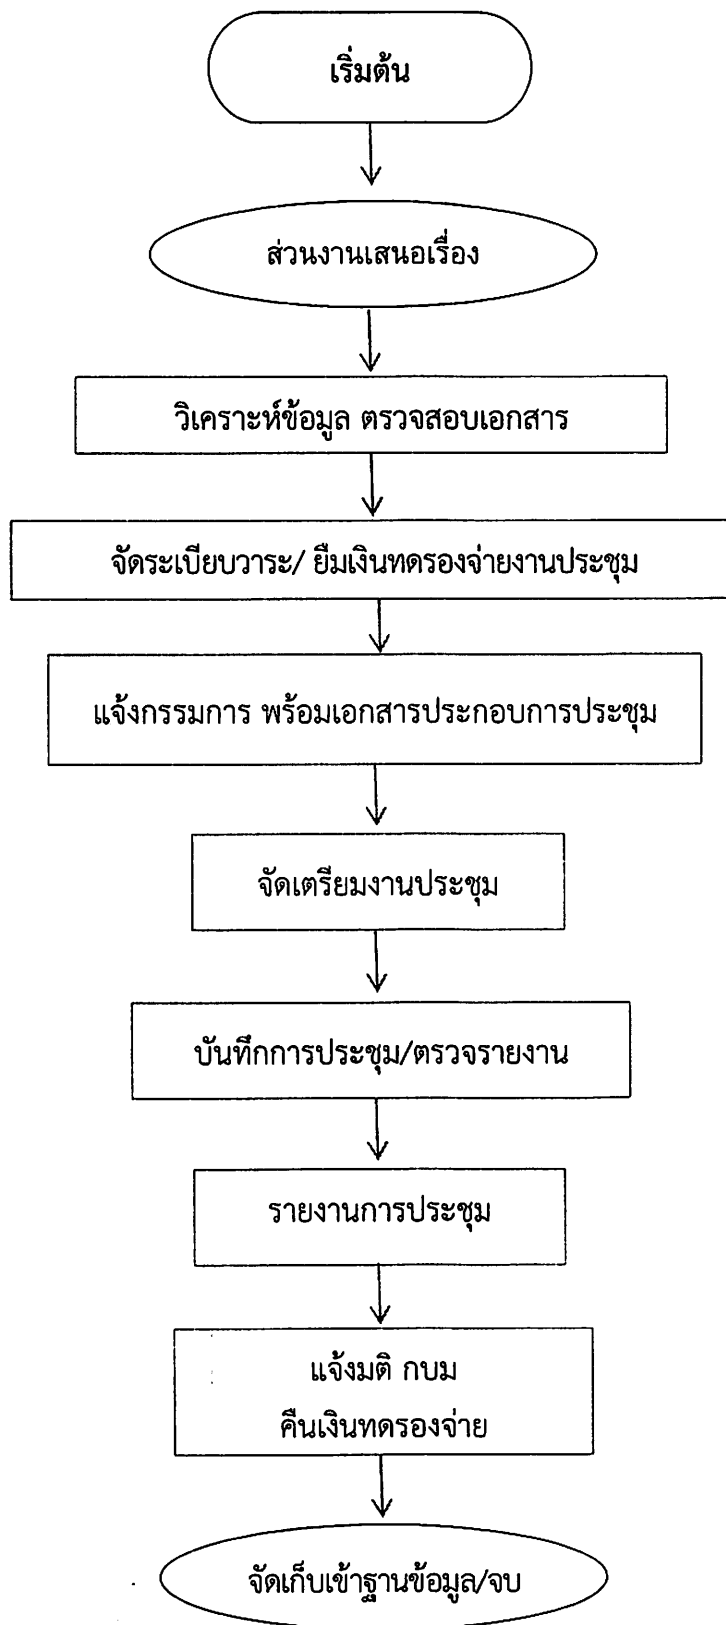 เริ่มต้น
ส่วนงานเสนอเรื่อง
วิเคราะห์ข้อมูล ตรวจสอบเอกสาร
จัดระเบียบวาระ/ ยืมเงินทดรองจ่ายงานประชุม
แจ้งกรรมการ พร้อมเอกสารประกอบการประชุม
จัดเตรียมงานประชุม
บันทึกการประชุม/ตรวจรายงาน
รายงานการประชุม
แจ้งมติ กบม
คืนเงินทดรองจ่าย
จัดเก็บเข้าฐานข้อมูล/จบ